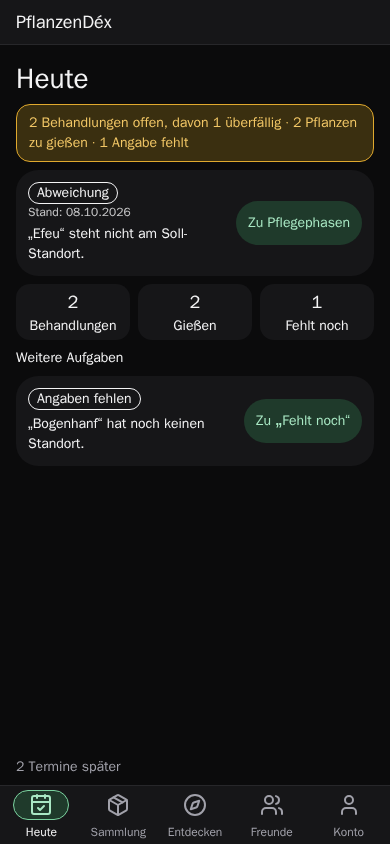 PflanzenDéx
Heute
2 Behandlungen offen, davon 1 überfällig · 2 Pflanzen
zu gießen · 1 Angabe fehlt
Abweichung
Stand: 08.10.2026
„Efeu“ steht nicht am Soll-
Standort.
Zu Pflegephasen
2
Behandlungen
2
Gießen
1
Fehlt noch
Weitere Aufgaben
Angaben fehlen
„Bogenhanf“ hat noch keinen
Standort.
Zu „Fehlt noch“
2 Termine später
Heute
Sammlung
Entdecken
Freunde
Konto